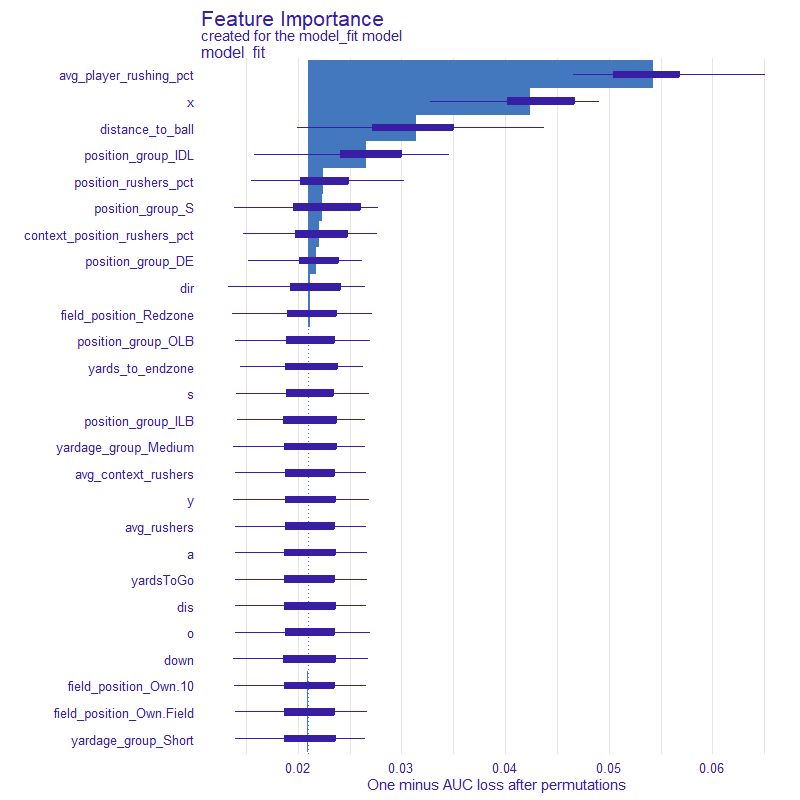 Feature Importance
created for the model_fit model
model_fit
avg_player_rushing_pct
x
distance_to_ball
position_group_IDL
position_rushers_pct
position_group_S
context_position_rushers_pct
position_group_DE
dir
field_position_Redzone
position_group_OLB
yards_to_endzone
s
position_group_ILB
yardage_group_Medium
avg_context_rushers
y
avg_rushers
a
yardsToGo
dis
o
down
field_position_Own.10
field_position_Own.Field
yardage_group_Short
0.02 0.03 0.04 0.05 0.06
One minus AUC loss after permutations